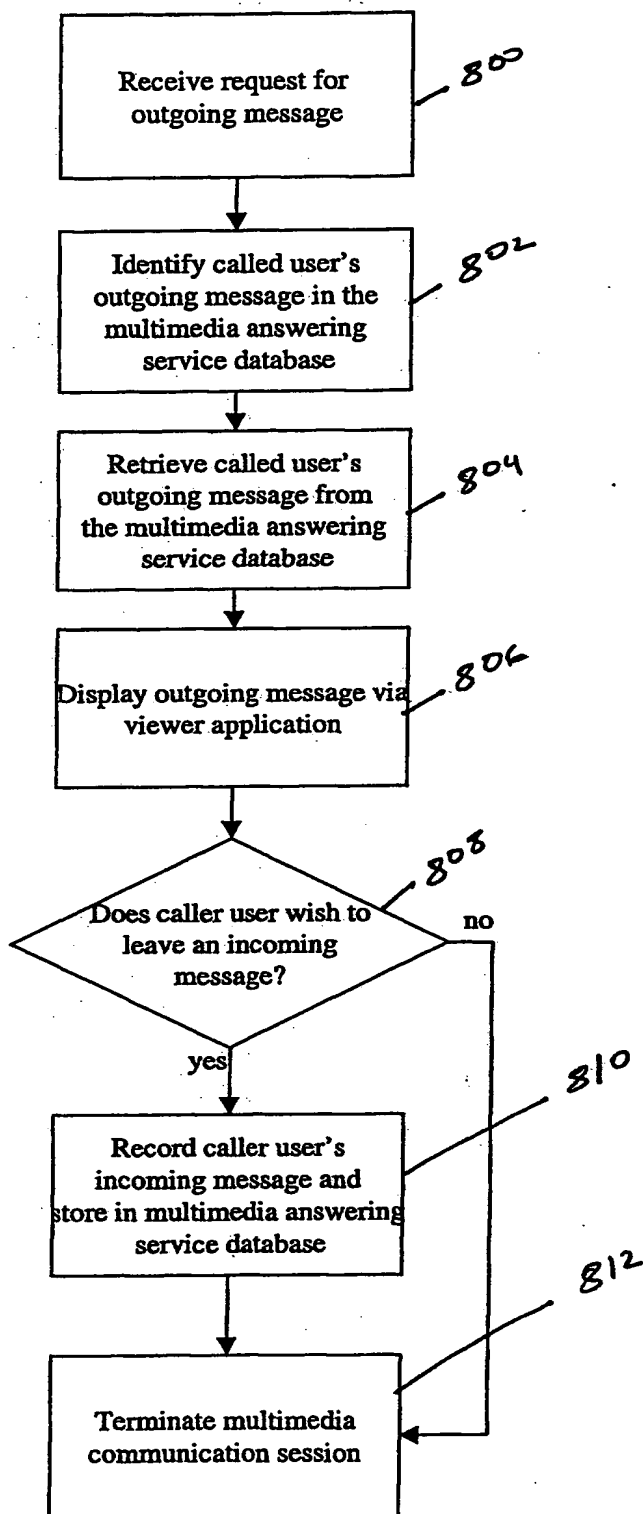 Receive request for
outgoing message
800
Identify called user's
outgoing message in the
multimedia answering
service database
802
Retrieve called user's
outgoing message from
the multimedia answering
service database
804
Display outgoing message via
viewer application
806
Does caller user wish to
leave an incoming
message?
808
no
yes
Record caller user's
incoming message and
store in multimedia answering
service database
810
Terminate multimedia
communication session
812